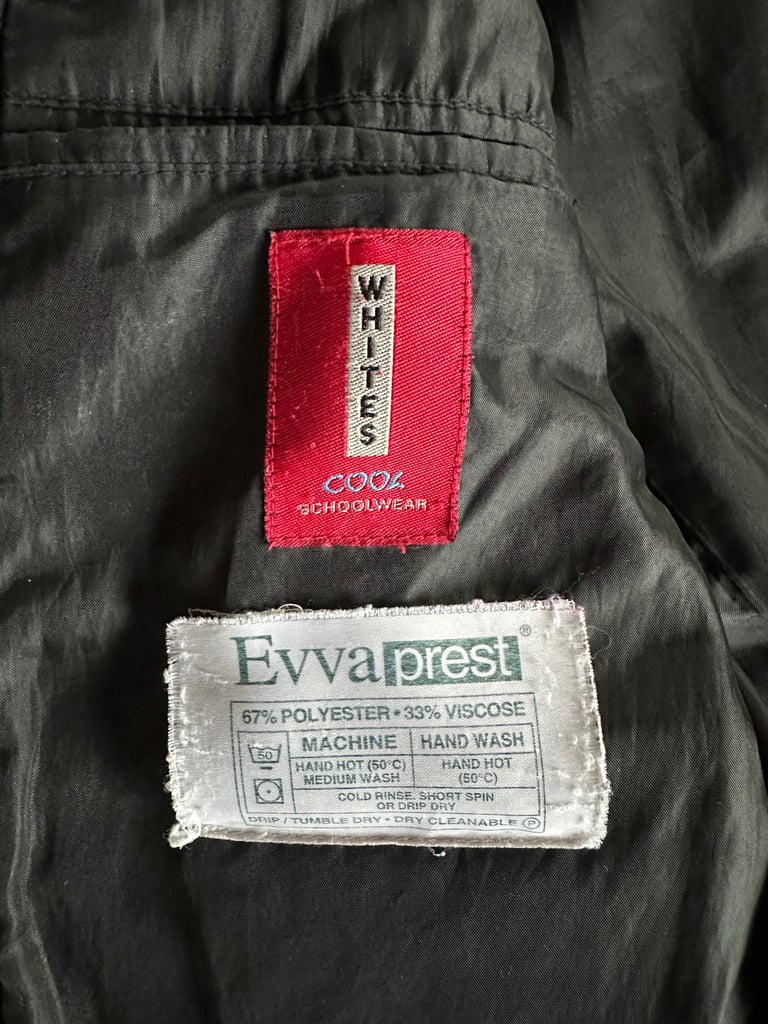 WHITES
COOL
SCHOOLWEAR
Evvaprest®
67% POLYESTER • 33% VISCOSE
50
MACHINE
HAND WASH
HAND HOT (50°C)
MEDIUM WASH
HAND HOT
(50°C)
COLD RINSE. SHORT SPIN
OR DRIP DRY
DRIP / TUMBLE DRY • DRY CLEANABLE Ⓟ